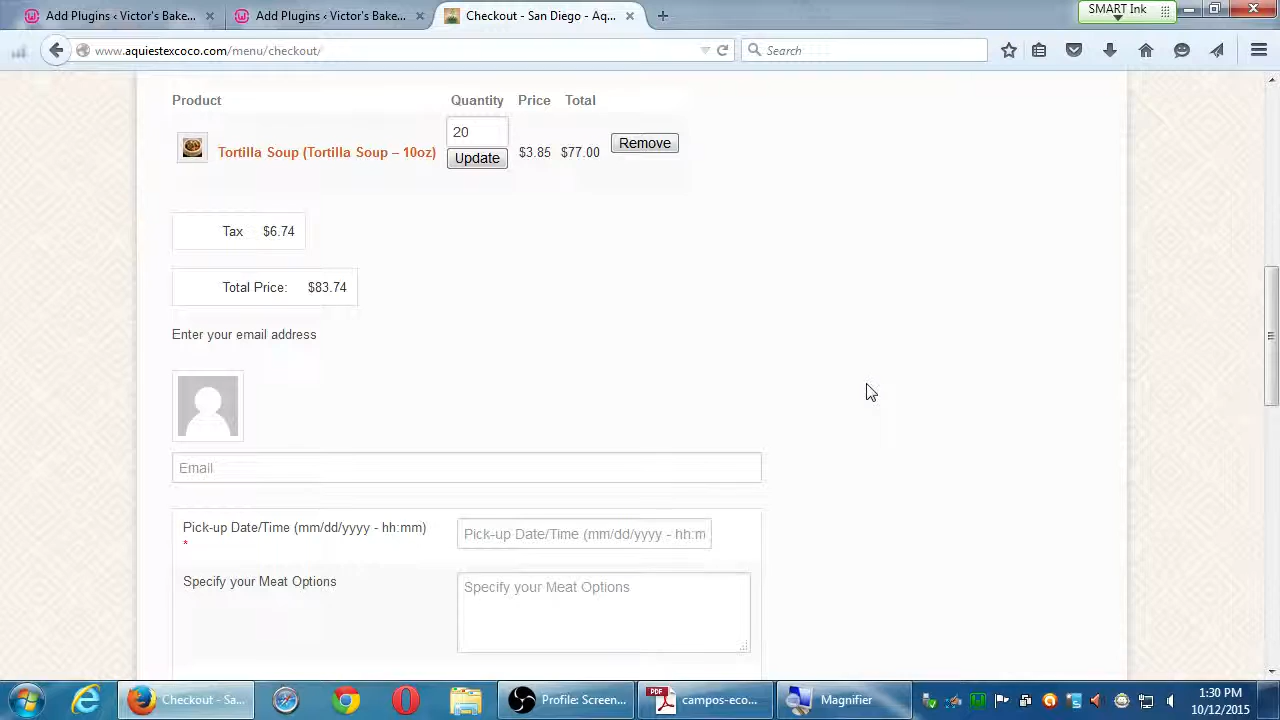 Add Plugins ‹ Victor's Bake...
Add Plugins ‹ Victor's Bake...
Checkout - San Diego - Aq...
SMART Ink
www.aquiestexcoco.com/menu/checkout/
Search
Product Quantity Price Total
20
Tortilla Soup (Tortilla Soup – 10oz)
Update
$3.85 $77.00
Remove
Tax $6.74
Total Price: $83.74
Enter your email address
Email
Pick-up Date/Time (mm/dd/yyyy - hh:mm)
*
Pick-up Date/Time (mm/dd/yyyy - hh:m
Specify your Meat Options
Specify your Meat Options
Checkout - Sa...
Profile: Screen...
PDF
campos-eco...
Magnifier
1:30 PM
10/12/2015